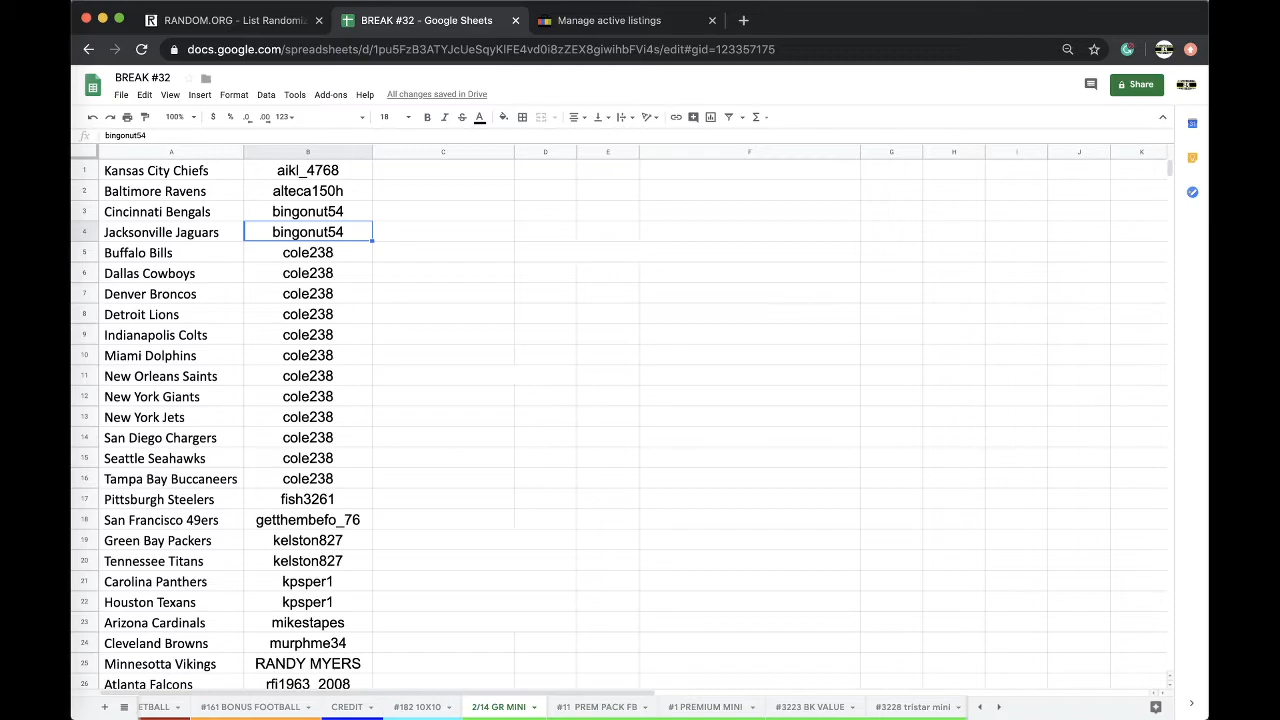 RANDOM.ORG - List Randomiz
BREAK #32 - Google Sheets
Manage active listings
docs.google.com/spreadsheets/d/1pu5FzB3ATYJcUeSqyKIFE4vd0i8zZEX8giwihbFVi4s/edit#gid=123357175
BREAK #32
File Edit View Insert Format Data Tools Add-ons Help All changes saved in Drive
Share
100% $ % .0 .00 123 18 B I S A
fx bingonut54
A B C D E F G H I J K
1 Kansas City Chiefs aikl_4768
2 Baltimore Ravens alteca150h
3 Cincinnati Bengals bingonut54
4 Jacksonville Jaguars bingonut54
5 Buffalo Bills cole238
6 Dallas Cowboys cole238
7 Denver Broncos cole238
8 Detroit Lions cole238
9 Indianapolis Colts cole238
10 Miami Dolphins cole238
11 New Orleans Saints cole238
12 New York Giants cole238
13 New York Jets cole238
14 San Diego Chargers cole238
15 Seattle Seahawks cole238
16 Tampa Bay Buccaneers cole238
17 Pittsburgh Steelers fish3261
18 San Francisco 49ers getthembefo_76
19 Green Bay Packers kelston827
20 Tennessee Titans kelston827
21 Carolina Panthers kpsper1
22 Houston Texans kpsper1
23 Arizona Cardinals mikestapes
24 Cleveland Browns murphme34
25 Minnesota Vikings RANDY MYERS
26 Atlanta Falcons rfi1963_2008
ETBALL #161 BONUS FOOTBALL CREDIT #182 10X10 2/14 GR MINI #11 PREM PACK FB #1 PREMIUM MINI #3223 BK VALUE #3228 tristar mini